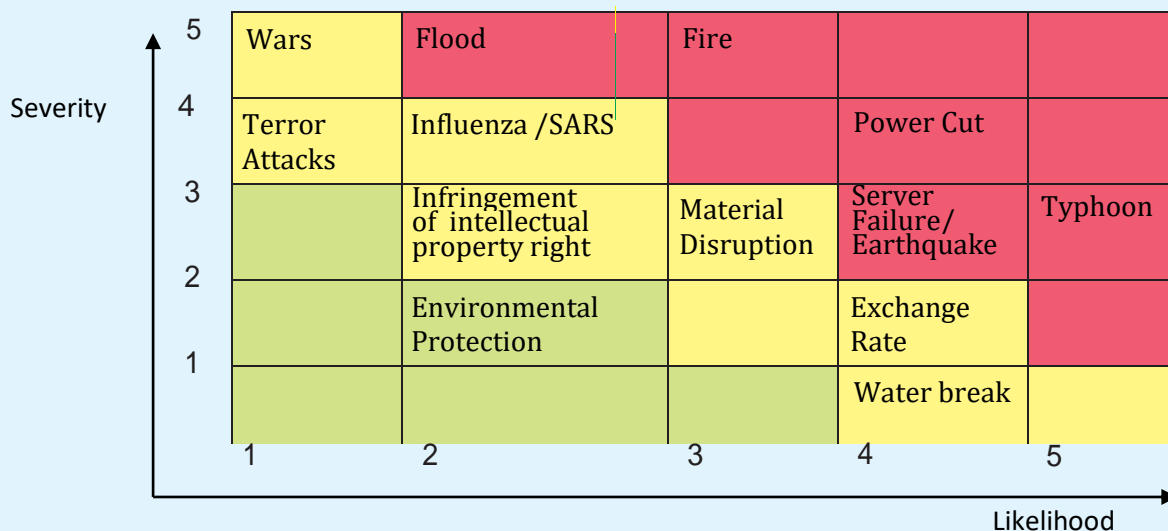 5
Wars
Flood
Fire
Severity
4
Terror
Attacks
Influenza /SARS
Power Cut
3
Infringement
of intellectual
property right
Material
Disruption
Server
Failure/
Earthquake
Typhoon
2
Environmental
Protection
Exchange
Rate
1
Water break
1
2
3
4
5
Likelihood